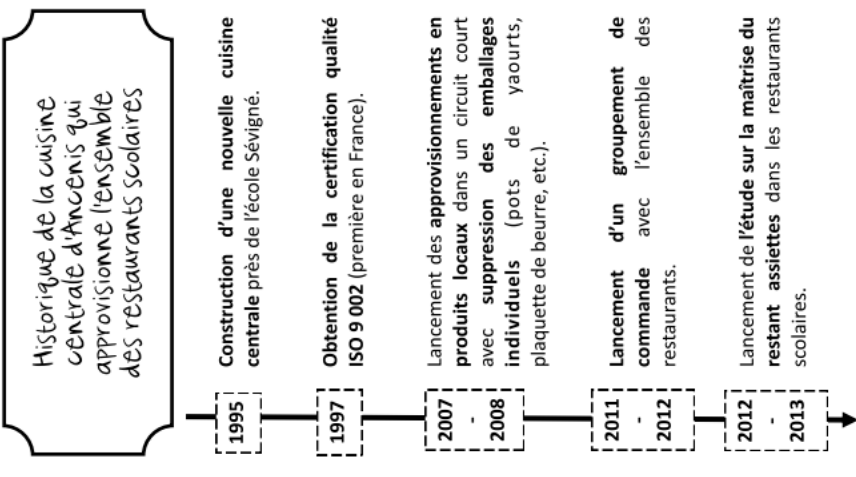 Historique de la cuisine
centrale d'Ancenis qui
approvisionne l'ensemble
des restaurants scolaires
1995
Construction d'une nouvelle cuisine
centrale près de l'école Sévigné.
1997
Obtention de la certification qualité
ISO 9 002 (première en France).
2007
-
2008
Lancement des approvisionnements en
produits locaux dans un circuit court
avec suppression des emballages
individuels (pots de yaourts,
plaquette de beurre, etc.).
2011
-
2012
Lancement d'un groupement de
commande avec l'ensemble des
restaurants.
2012
-
2013
Lancement de l'étude sur la maîtrise du
restant assiettes dans les restaurants
scolaires.